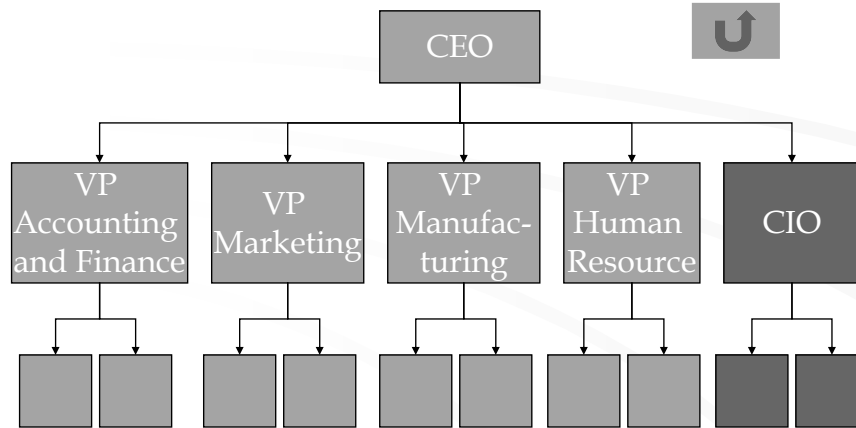 CEO
VP
Accounting
and Finance
VP
Marketing
VP
Manufac-
turing
VP
Human
Resource
CIO